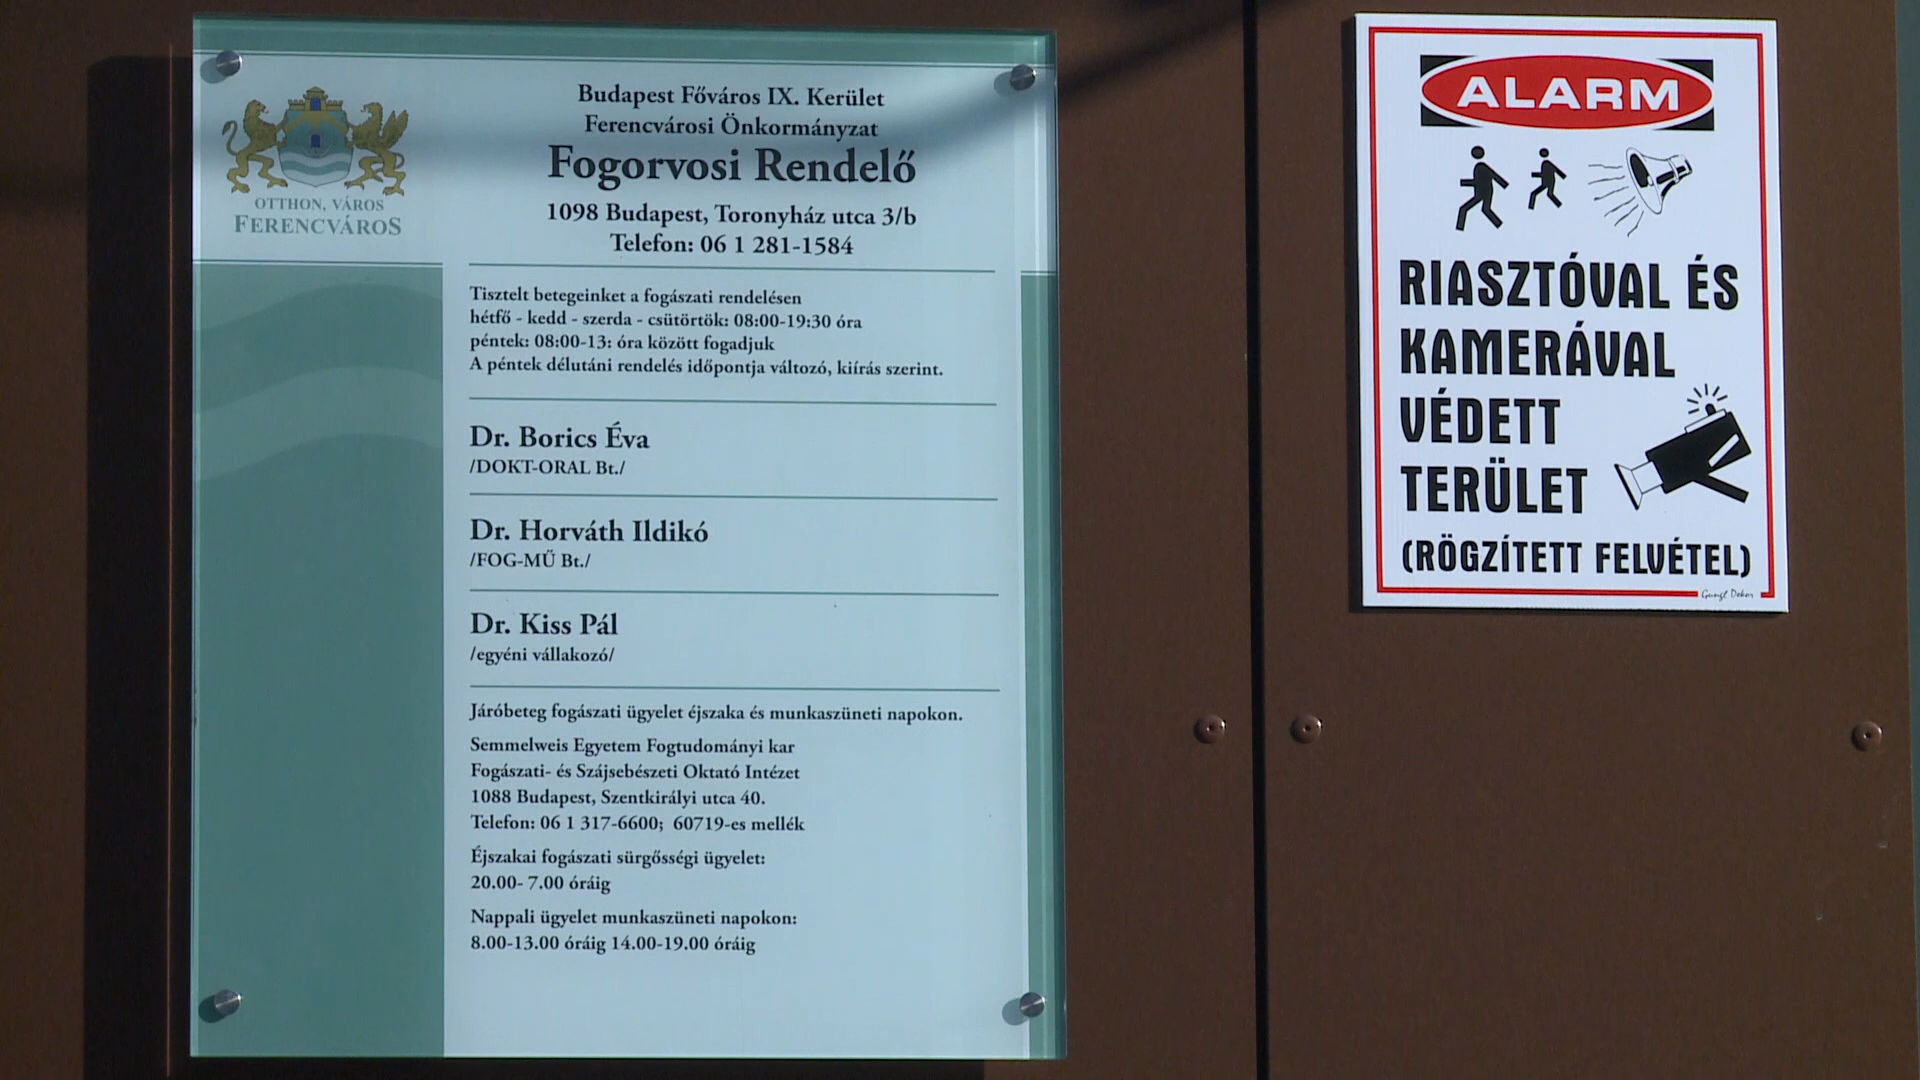 OTTHON, VÁROS
FERENCVÁROS
Budapest Főváros IX. Kerület
Ferencvárosi Önkormányzat
Fogorvosi Rendelő
1098 Budapest, Toronyház utca 3/b
Telefon: 06 1 281-1584
Tisztelt betegeinket a fogászati rendelésen
hétfő - kedd - szerda - csütörtök: 08:00-19:30 óra
péntek: 08:00-13: óra között fogadjuk
A péntek délutáni rendelés időpontja változó, kiírás szerint.
Dr. Borics Éva
/DOKT-ORAL Bt./
Dr. Horváth Ildikó
/FOG-MŰ Bt./
Dr. Kiss Pál
/egyéni vállakozó/
Járóbeteg fogászati ügyelet éjszaka és munkaszüneti napokon.
Semmelweis Egyetem Fogtudományi kar
Fogászati- és Szájsebészeti Oktató Intézet
1088 Budapest, Szentkirályi utca 40.
Telefon: 06 1 317-6600; 60719-es mellék
Éjszakai fogászati sürgősségi ügyelet:
20.00- 7.00 óráig
Nappali ügyelet munkaszüneti napokon:
8.00-13.00 óráig 14.00-19.00 óráig
ALARM
RIASZTÓVAL ÉS
KAMERÁVAL
VÉDETT
TERÜLET
(RÖGZÍTETT FELVÉTEL)
Gungl Dekor